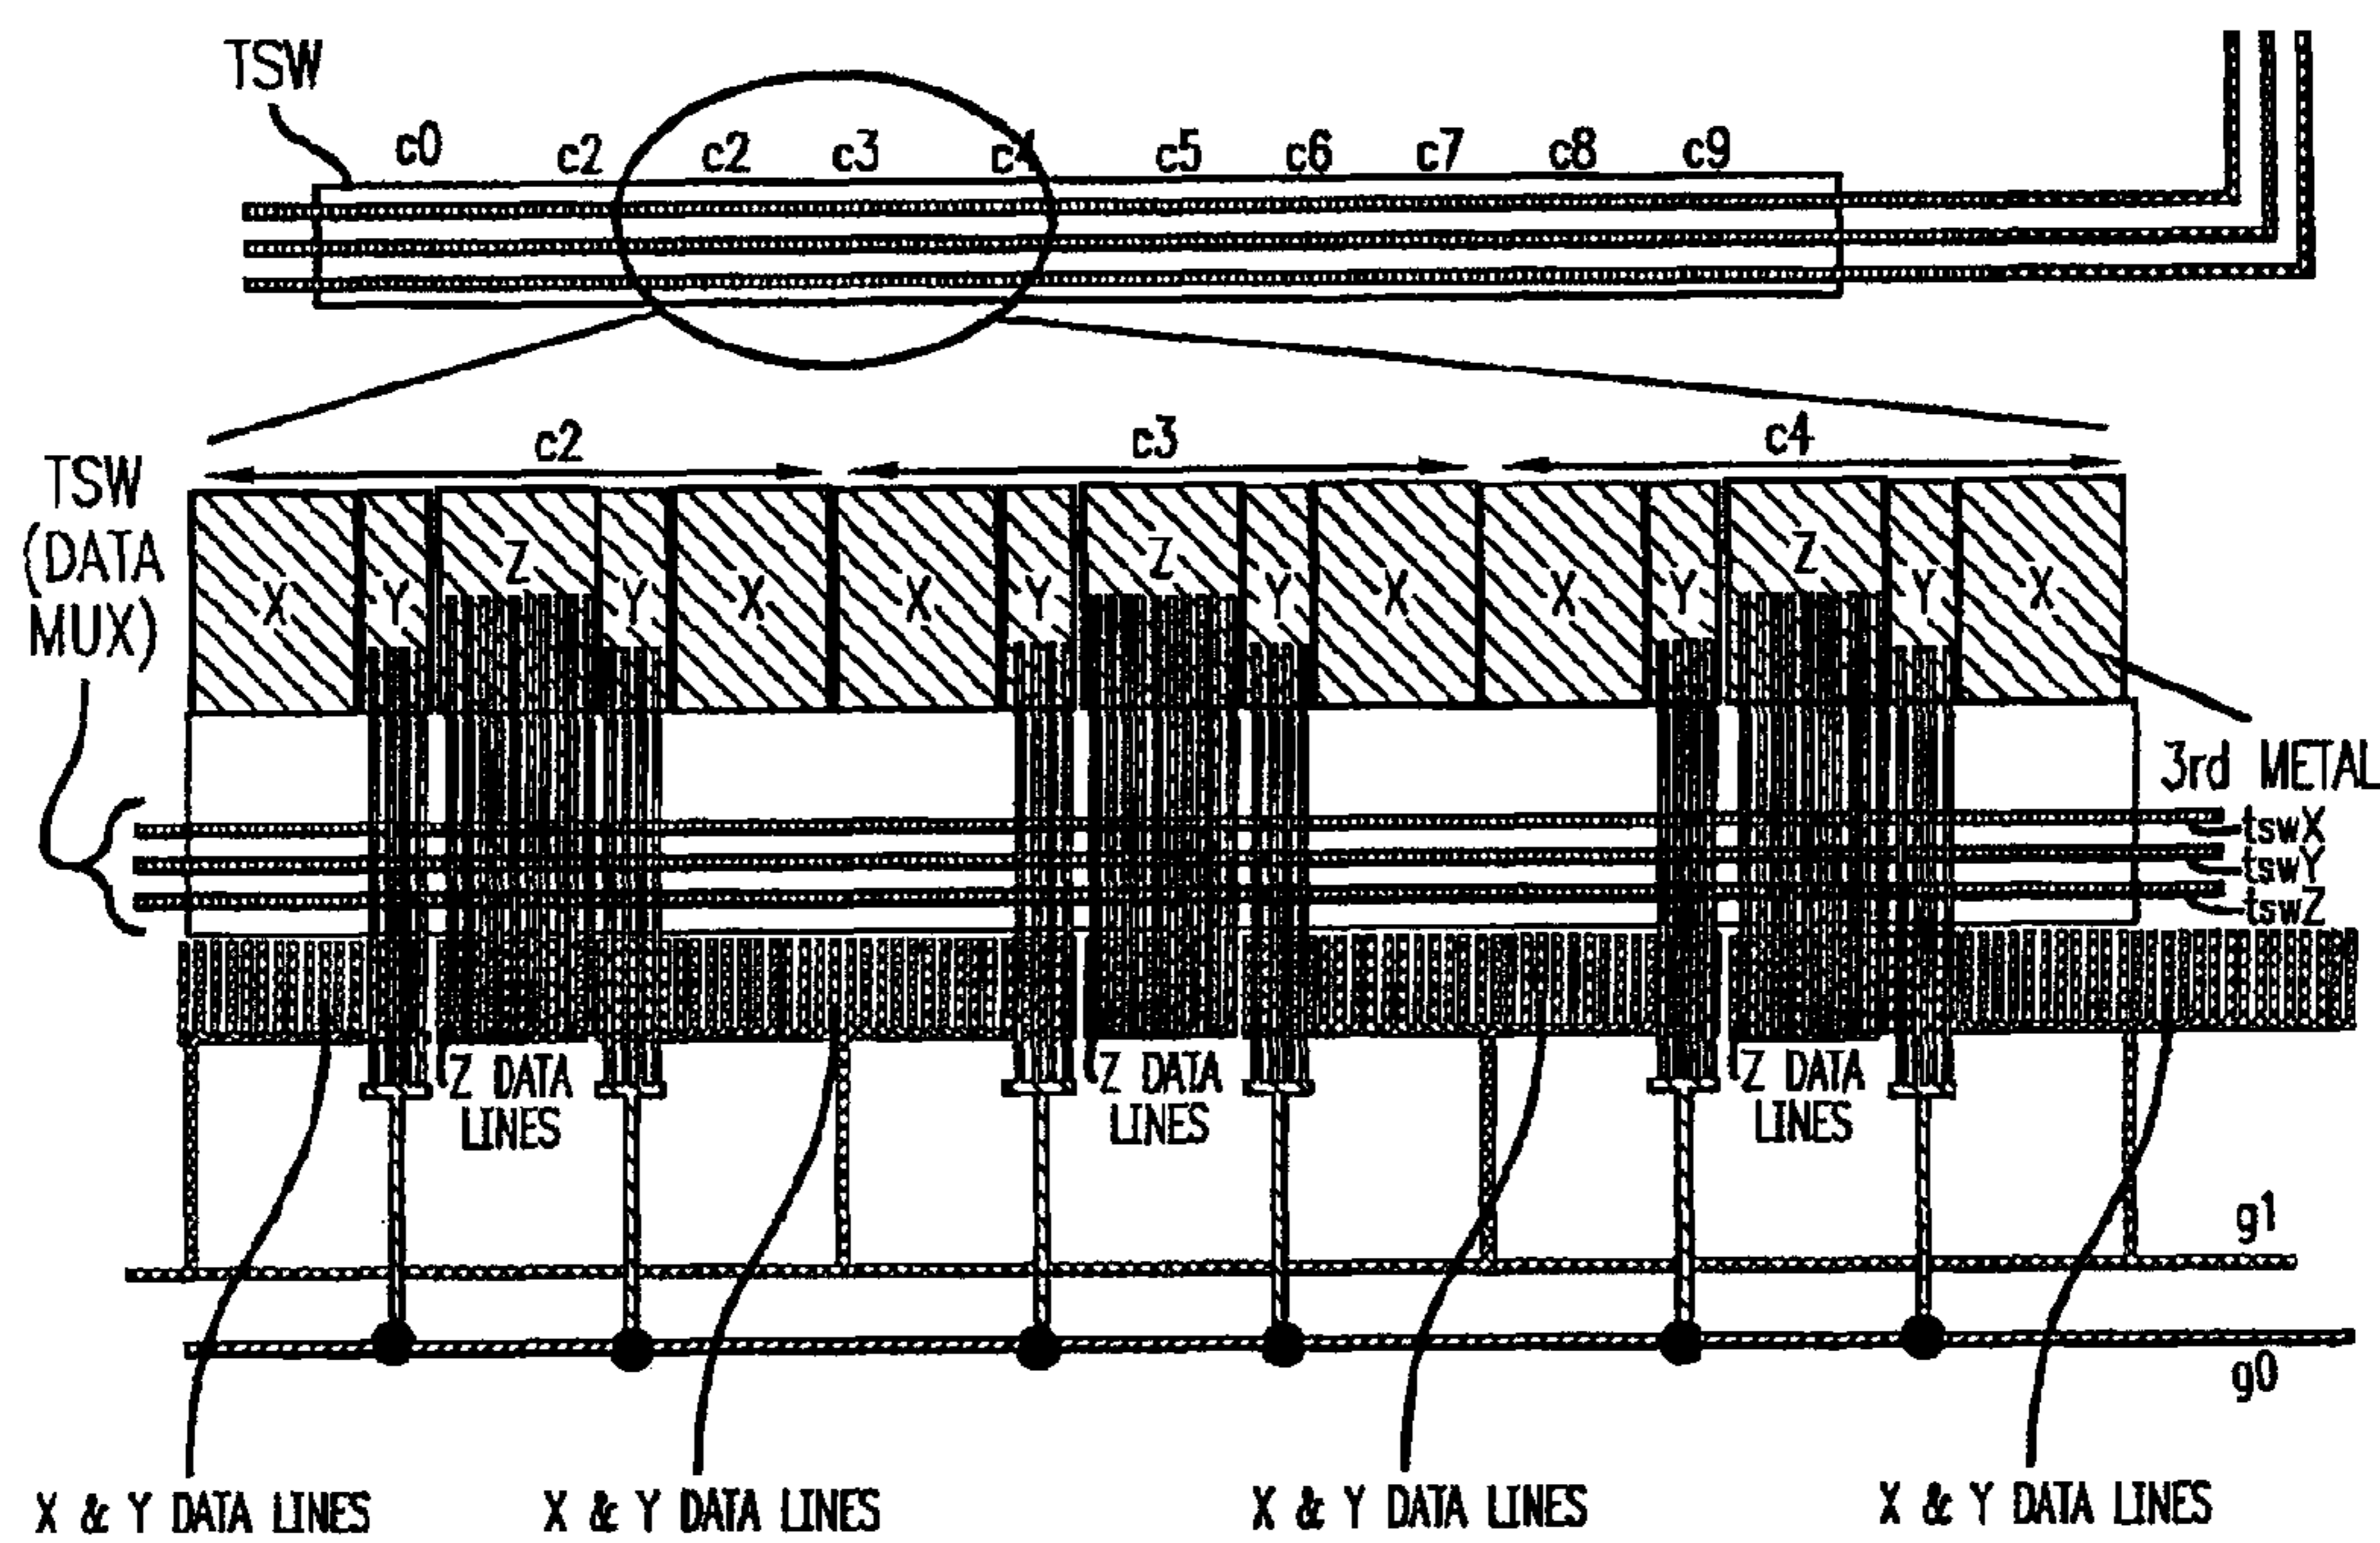 TSW
c0 c2 c2 c3 c4 c5 c6 c7 c8 c9
c2 c3 c4
TSW
(DATA
MUX)
X Y Z Y X X Y Z Y X X Y Z Y X
3rd METAL
tswX
tswY
tswZ
Z DATA
LINES
Z DATA
LINES
Z DATA
LINES
g1
g0
X & Y DATA LINES
X & Y DATA LINES
X & Y DATA LINES
X & Y DATA LINES